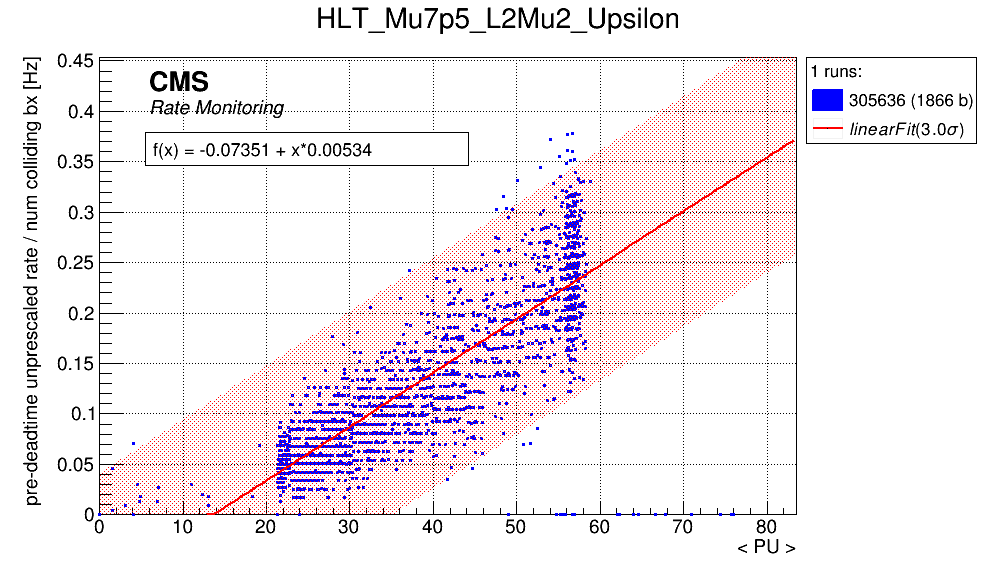 HLT_Mu7p5_L2Mu2_Upsilon
pre-deadtime unprescaled rate / num colliding bx [Hz]
0.45
0.4
0.35
0.3
0.25
0.2
0.15
0.1
0.05
0
CMS
Rate Monitoring
f(x) = -0.07351 + x*0.00534
0 10 20 30 40 50 60 70 80
< PU >
1 runs:
305636 (1866 b)
linearFit(3.0σ)